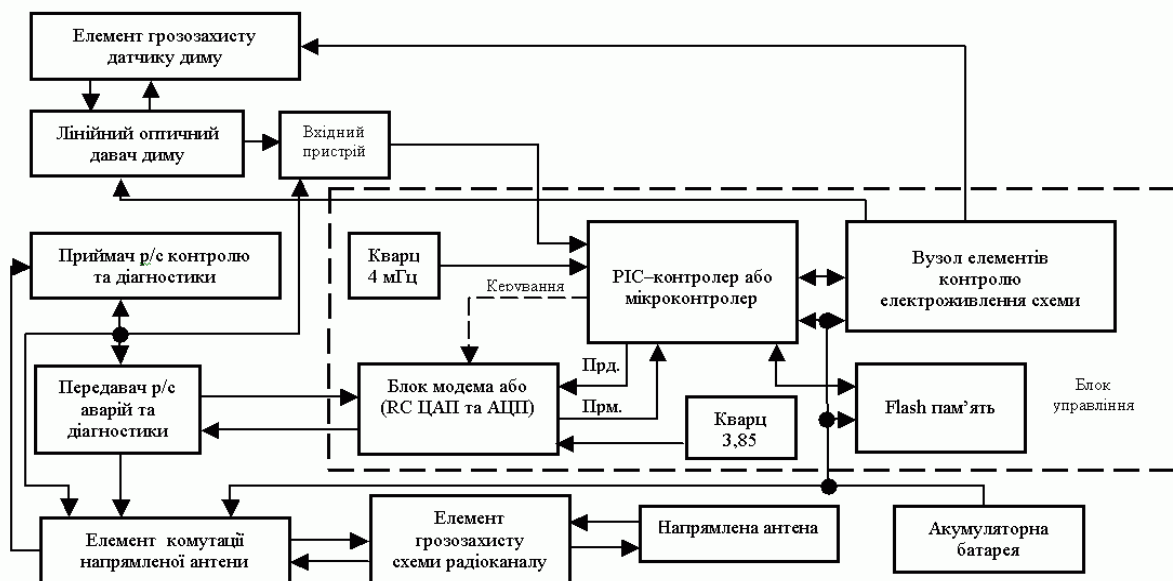 Елемент грозозахисту
датчику диму
Лінійний оптичний
давач диму
Вхідний
пристрій
Приймач р/с контролю
та діагностики
Кварц
4 мГц
Керування
PIC–контролер або
мікроконтролер
Вузол елементів
контролю
електроживлення схеми
Передавач р/с
аварій та
діагностики
Блок модема або
(RC ЦАП та АЦП)
Прд.
Прм.
Кварц
3,85
Flash пам’ять
Блок
управління
Елемент комутації
напрямленої антени
Елемент
грозозахисту
схеми радіоканалу
Напрямлена антена
Акумуляторна
батарея